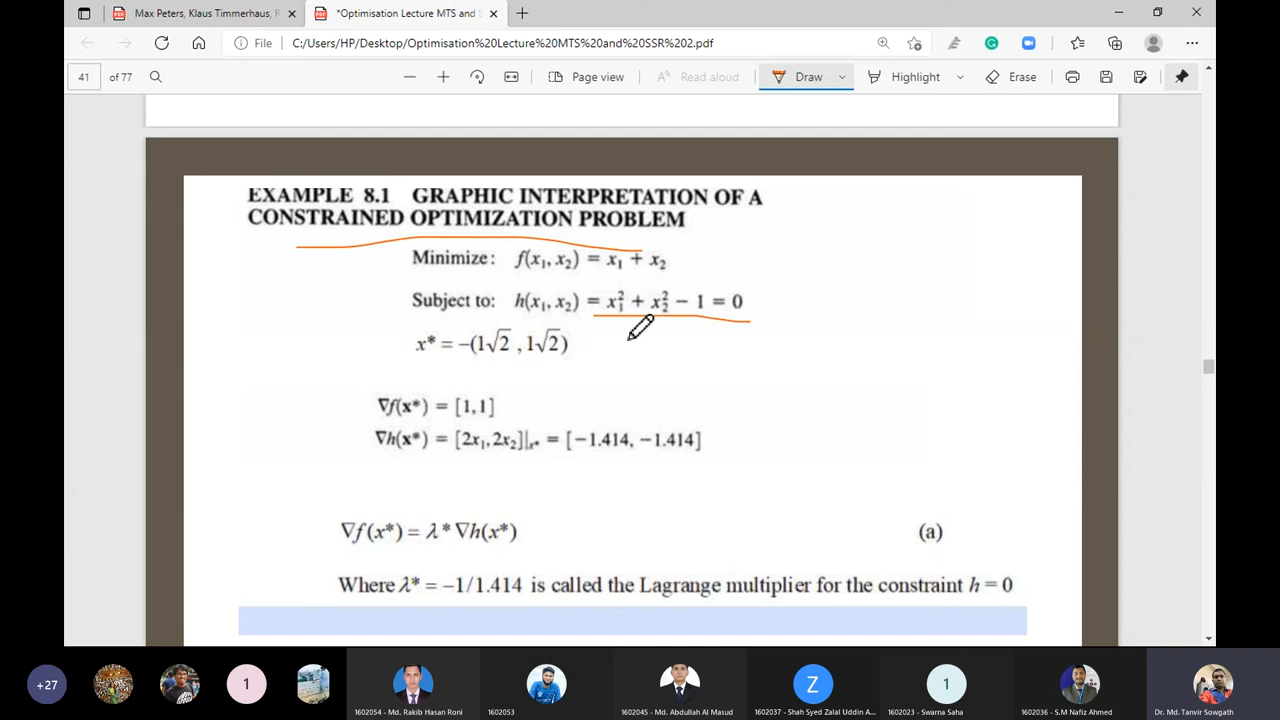 Max Peters, Klaus Timmerhaus, R
*Optimisation Lecture MTS and S
File
C:/Users/HP/Desktop/Optimisation%20Lecture%20MTS%20and%20SSR%202.pdf
41 of 77
Page view
Read aloud
Draw
Highlight
Erase
EXAMPLE 8.1 GRAPHIC INTERPRETATION OF A
CONSTRAINED OPTIMIZATION PROBLEM
Minimize: f(x₁, x₂) = x₁ + x₂
Subject to: h(x₁, x₂) = x₁² + x₂² − 1 = 0
x* = −(1√2 , 1√2)
∇f(x*) = [1, 1]
∇h(x*) = [2x₁, 2x₂]|ₓ* = [−1.414, −1.414]
∇f(x*) = λ* ∇h(x*) (a)
Where λ* = −1/1.414 is called the Lagrange multiplier for the constraint h = 0
+27
1
Z
1
1602054 - Md. Rakib Hasan Roni
1602053
1602045 - Md. Abdullah Al Masud
1602037 - Shah Syed Zalal Uddin A...
1602023 - Swarna Saha
1602036 - S.M Nafiz Ahmed
Dr. Md. Tanvir Sowgath